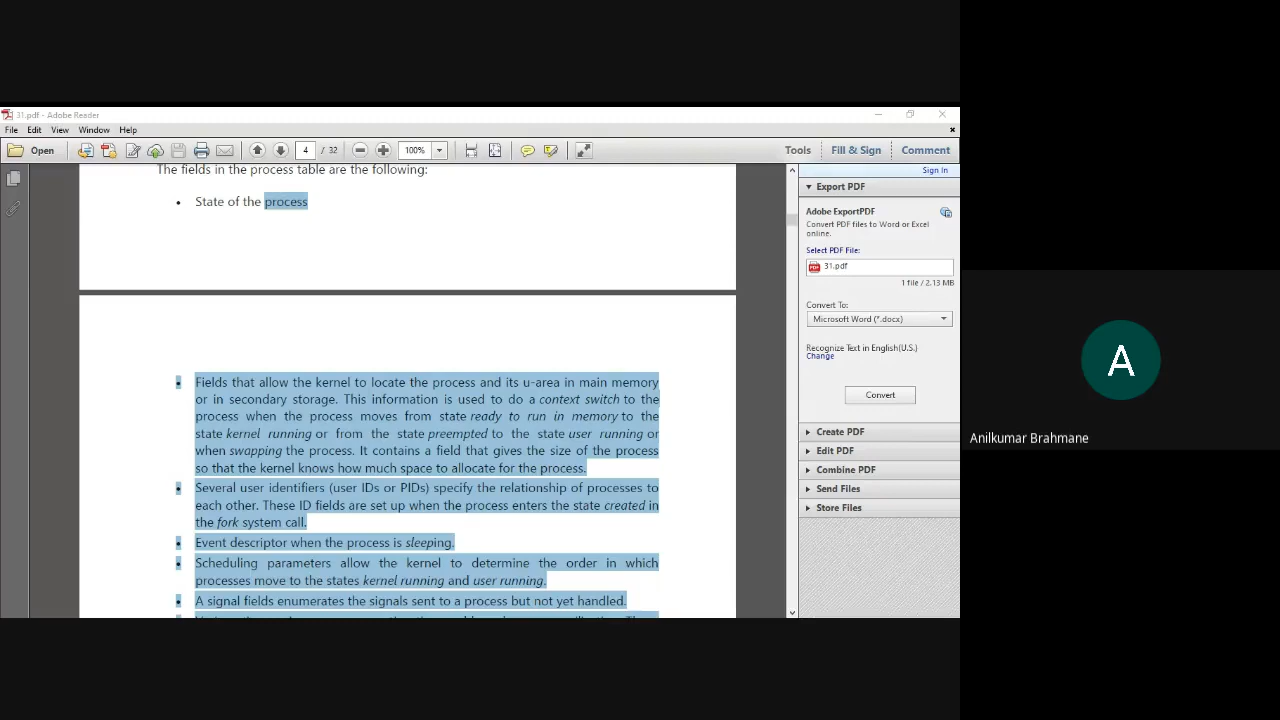 31.pdf - Adobe Reader
File Edit View Window Help
Open 4 / 32 100% Tools Fill & Sign Comment
The fields in the process table are the following:
• State of the process
• Fields that allow the kernel to locate the process and its u-area in main memory
or in secondary storage. This information is used to do a context switch to the
process when the process moves from state ready to run in memory to the
state kernel running or from the state preempted to the state user running or
when swapping the process. It contains a field that gives the size of the process
so that the kernel knows how much space to allocate for the process.
• Several user identifiers (user IDs or PIDs) specify the relationship of processes to
each other. These ID fields are set up when the process enters the state created in
the fork system call.
• Event descriptor when the process is sleeping.
• Scheduling parameters allow the kernel to determine the order in which
processes move to the states kernel running and user running.
• A signal fields enumerates the signals sent to a process but not yet handled.
Sign In
Export PDF
Adobe ExportPDF
Convert PDF files to Word or Excel
online.
Select PDF File:
31.pdf
1 file / 2.13 MB
Convert To:
Microsoft Word (*.docx)
Recognize Text in English(U.S.)
Change
Convert
Create PDF
Edit PDF
Combine PDF
Send Files
Store Files
A
Anilkumar Brahmane